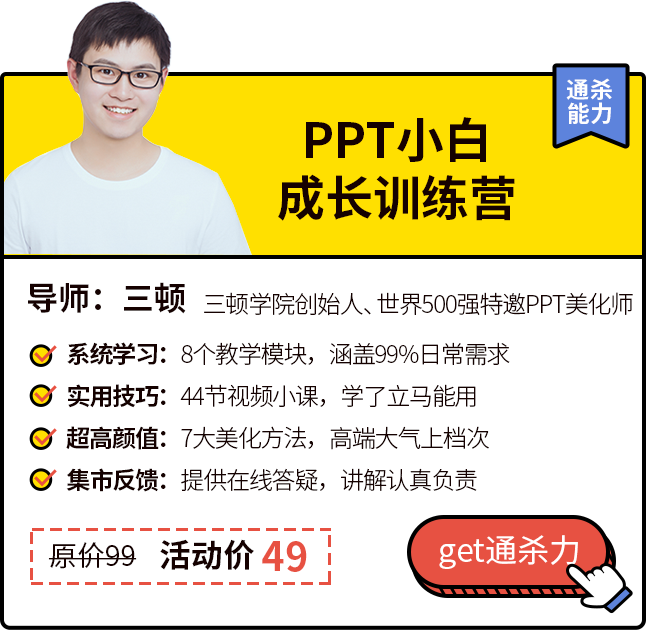 通杀
能力
PPT小白
成长训练营
导师：三顿 三顿学院创始人、世界500强特邀PPT美化师
系统学习：8个教学模块，涵盖99%日常需求
实用技巧：44节视频小课，学了立马能用
超高颜值：7大美化方法，高端大气上档次
集市反馈：提供在线答疑，讲解认真负责
原价99 活动价 49
get通杀力